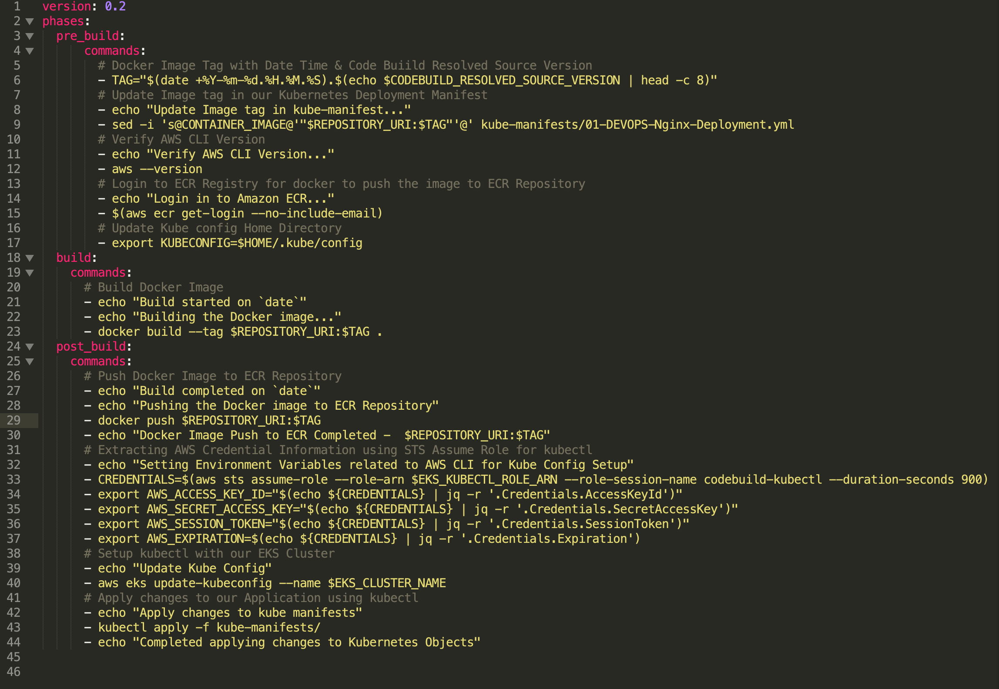 1 version: 0.2
2 phases:
3   pre_build:
4       commands:
5         # Docker Image Tag with Date Time & Code Buiild Resolved Source Version
6         - TAG="$(date +%Y-%m-%d.%H.%M.%S).$(echo $CODEBUILD_RESOLVED_SOURCE_VERSION | head -c 8)"
7         # Update Image tag in our Kubernetes Deployment Manifest
8         - echo "Update Image tag in kube-manifest..."
9         - sed -i 's@CONTAINER_IMAGE@'"$REPOSITORY_URI:$TAG"'@' kube-manifests/01-DEVOPS-Nginx-Deployment.yml
10         # Verify AWS CLI Version
11         - echo "Verify AWS CLI Version..."
12         - aws --version
13         # Login to ECR Registry for docker to push the image to ECR Repository
14         - echo "Login in to Amazon ECR..."
15         - $(aws ecr get-login --no-include-email)
16         # Update Kube config Home Directory
17         - export KUBECONFIG=$HOME/.kube/config
18   build:
19     commands:
20       # Build Docker Image
21       - echo "Build started on `date`"
22       - echo "Building the Docker image..."
23       - docker build --tag $REPOSITORY_URI:$TAG .
24   post_build:
25     commands:
26       # Push Docker Image to ECR Repository
27       - echo "Build completed on `date`"
28       - echo "Pushing the Docker image to ECR Repository"
29       - docker push $REPOSITORY_URI:$TAG
30       - echo "Docker Image Push to ECR Completed -  $REPOSITORY_URI:$TAG"
31       # Extracting AWS Credential Information using STS Assume Role for kubectl
32       - echo "Setting Environment Variables related to AWS CLI for Kube Config Setup"
33       - CREDENTIALS=$(aws sts assume-role --role-arn $EKS_KUBECTL_ROLE_ARN --role-session-name codebuild-kubectl --duration-seconds 900)
34       - export AWS_ACCESS_KEY_ID="$(echo ${CREDENTIALS} | jq -r '.Credentials.AccessKeyId')"
35       - export AWS_SECRET_ACCESS_KEY="$(echo ${CREDENTIALS} | jq -r '.Credentials.SecretAccessKey')"
36       - export AWS_SESSION_TOKEN="$(echo ${CREDENTIALS} | jq -r '.Credentials.SessionToken')"
37       - export AWS_EXPIRATION=$(echo ${CREDENTIALS} | jq -r '.Credentials.Expiration')
38       # Setup kubectl with our EKS Cluster
39       - echo "Update Kube Config"
40       - aws eks update-kubeconfig --name $EKS_CLUSTER_NAME
41       # Apply changes to our Application using kubectl
42       - echo "Apply changes to kube manifests"
43       - kubectl apply -f kube-manifests/
44       - echo "Completed applying changes to Kubernetes Objects"
45
46